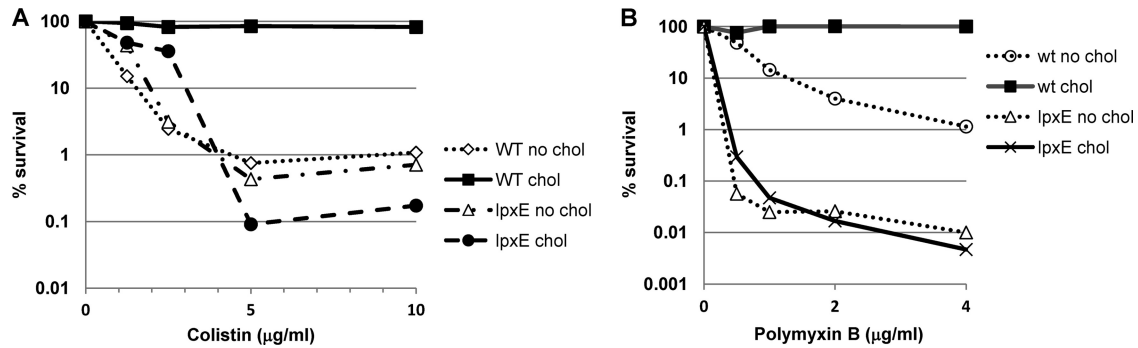 A
100
10
1
0.1
0.01
% survival
0
5
10
Colistin (µg/ml)
WT no chol
WT chol
lpxE no chol
lpxE chol
B
100
10
1
0.1
0.01
0.001
% survival
0
2
4
Polymyxin B (µg/ml)
wt no chol
wt chol
lpxE no chol
lpxE chol